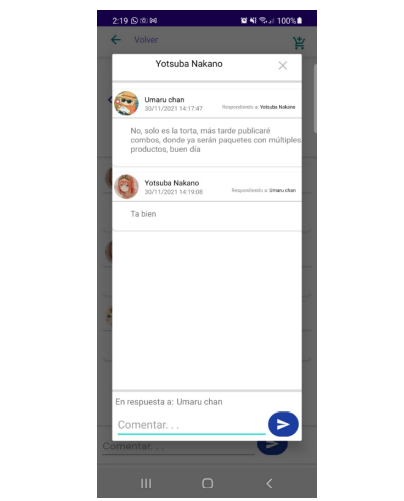 2:19 100%
Volver
Yotsuba Nakano
Umaru chan
30/11/2021 14:17:47
Respondiendo a: Yotsuba Nakano
No, solo es la torta, más tarde publicaré
combos, donde ya serán paquetes con múltiples
productos, buen día
Yotsuba Nakano
30/11/2021 14:19:08
Respondiendo a: Umaru chan
Ta bien
En respuesta a: Umaru chan
Comentar. . .
Comentar. . .